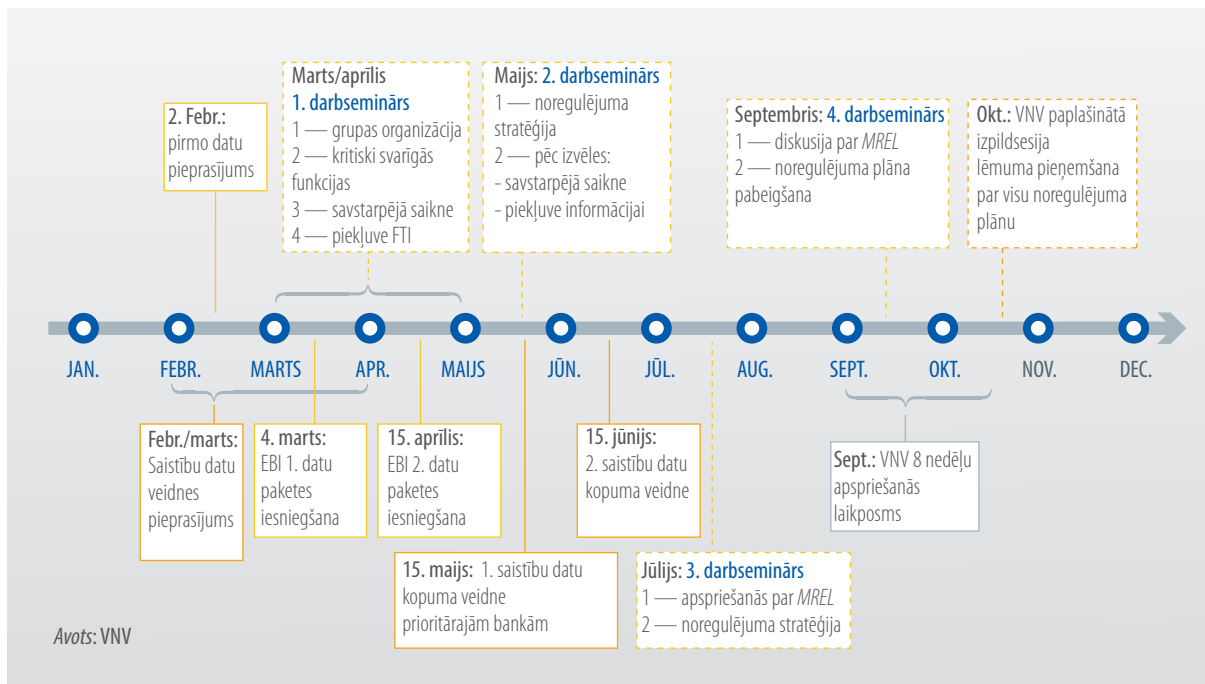 2. Febr.:
pirmo datu
pieprasījums
Marts/aprīlis
1. darbseminārs
1 — grupas organizācija
2 — kritiski svarīgās
funkcijas
3 — savstarpējā saikne
4 — piekļuve FTI
Maijs: 2. darbseminārs
1 — noregulējuma
stratēģija
2 — pēc izvēles:
- savstarpējā saikne
- piekļuve informācijai
Septembris: 4. darbseminārs
1 — diskusija par MREL
2 — noregulējuma plāna
pabeigšana
Okt.: VNV paplašinātā
izpildsesija
lēmuma pieņemšana
par visu noregulējuma
plānu
JAN.
FEBR.
MARTS
APR.
MAIJS
JŪN.
JŪL.
AUG.
SEPT.
OKT.
NOV.
DEC.
Febr./marts:
Saistību datu
veidnes
pieprasījums
4. marts:
EBI 1. datu
paketes
iesniegšana
15. aprīlis:
EBI 2. datu
paketes
iesniegšana
15. maijs: 1. saistību datu
kopuma veidne
prioritārajām bankām
15. jūnijs:
2. saistību datu
kopuma veidne
Jūlijs: 3. darbseminārs
1 — apspriešanās par MREL
2 — noregulējuma stratēģija
Sept.: VNV 8 nedēļu
apspriešanās
laikposms
Avots: VNV